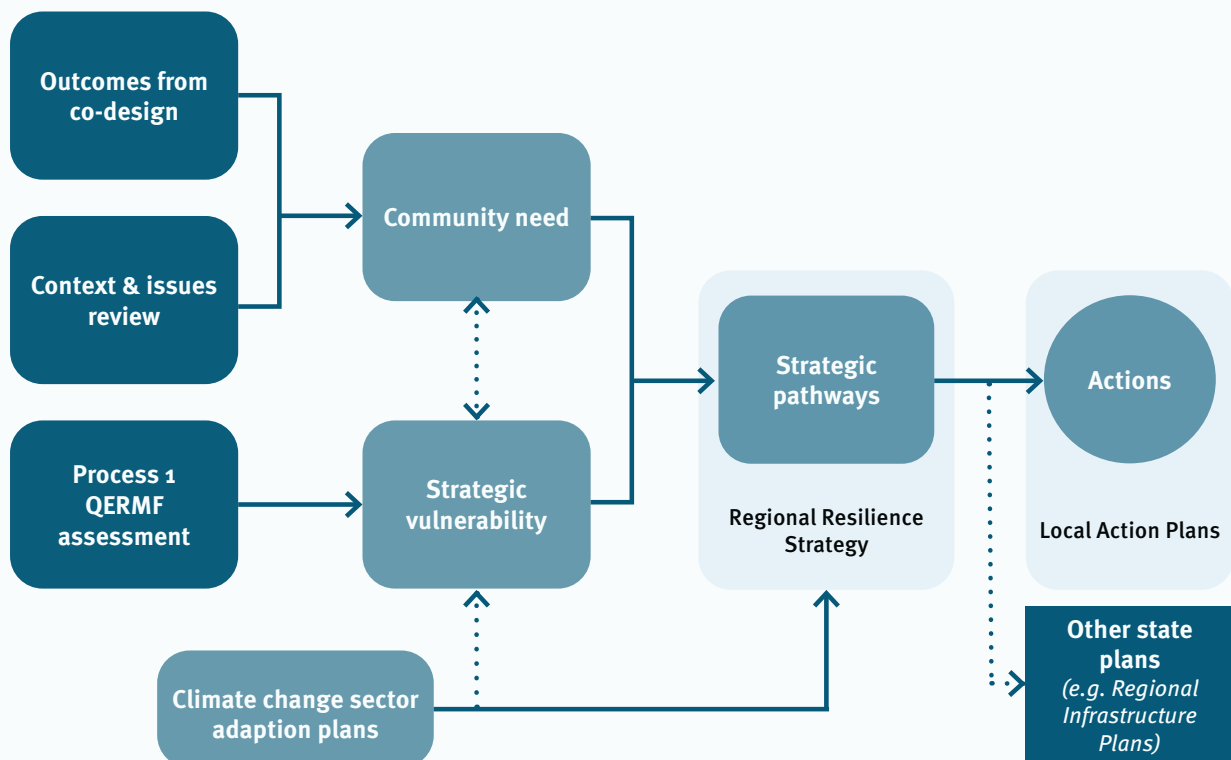 Outcomes from
co-design
Context & issues
review
Process 1
QERMF
assessment
Community need
Strategic
vulnerability
Climate change sector
adaption plans
Strategic
pathways
Regional Resilience
Strategy
Actions
Local Action Plans
Other state
plans
(e.g. Regional
Infrastructure
Plans)